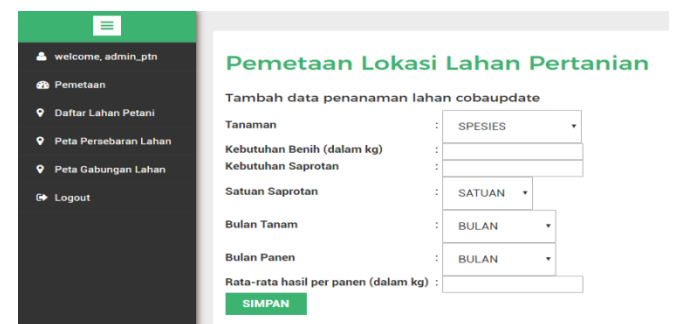 welcome, admin_ptn
Pemetaan
Daftar Lahan Petani
Peta Persebaran Lahan
Peta Gabungan Lahan
Logout
Pemetaan Lokasi Lahan Pertanian
Tambah data penanaman lahan cobaupdate
Tanaman : SPESIES
Kebutuhan Benih (dalam kg) :
Kebutuhan Saprotan :
Satuan Saprotan : SATUAN
Bulan Tanam : BULAN
Bulan Panen : BULAN
Rata-rata hasil per panen (dalam kg) :
SIMPAN